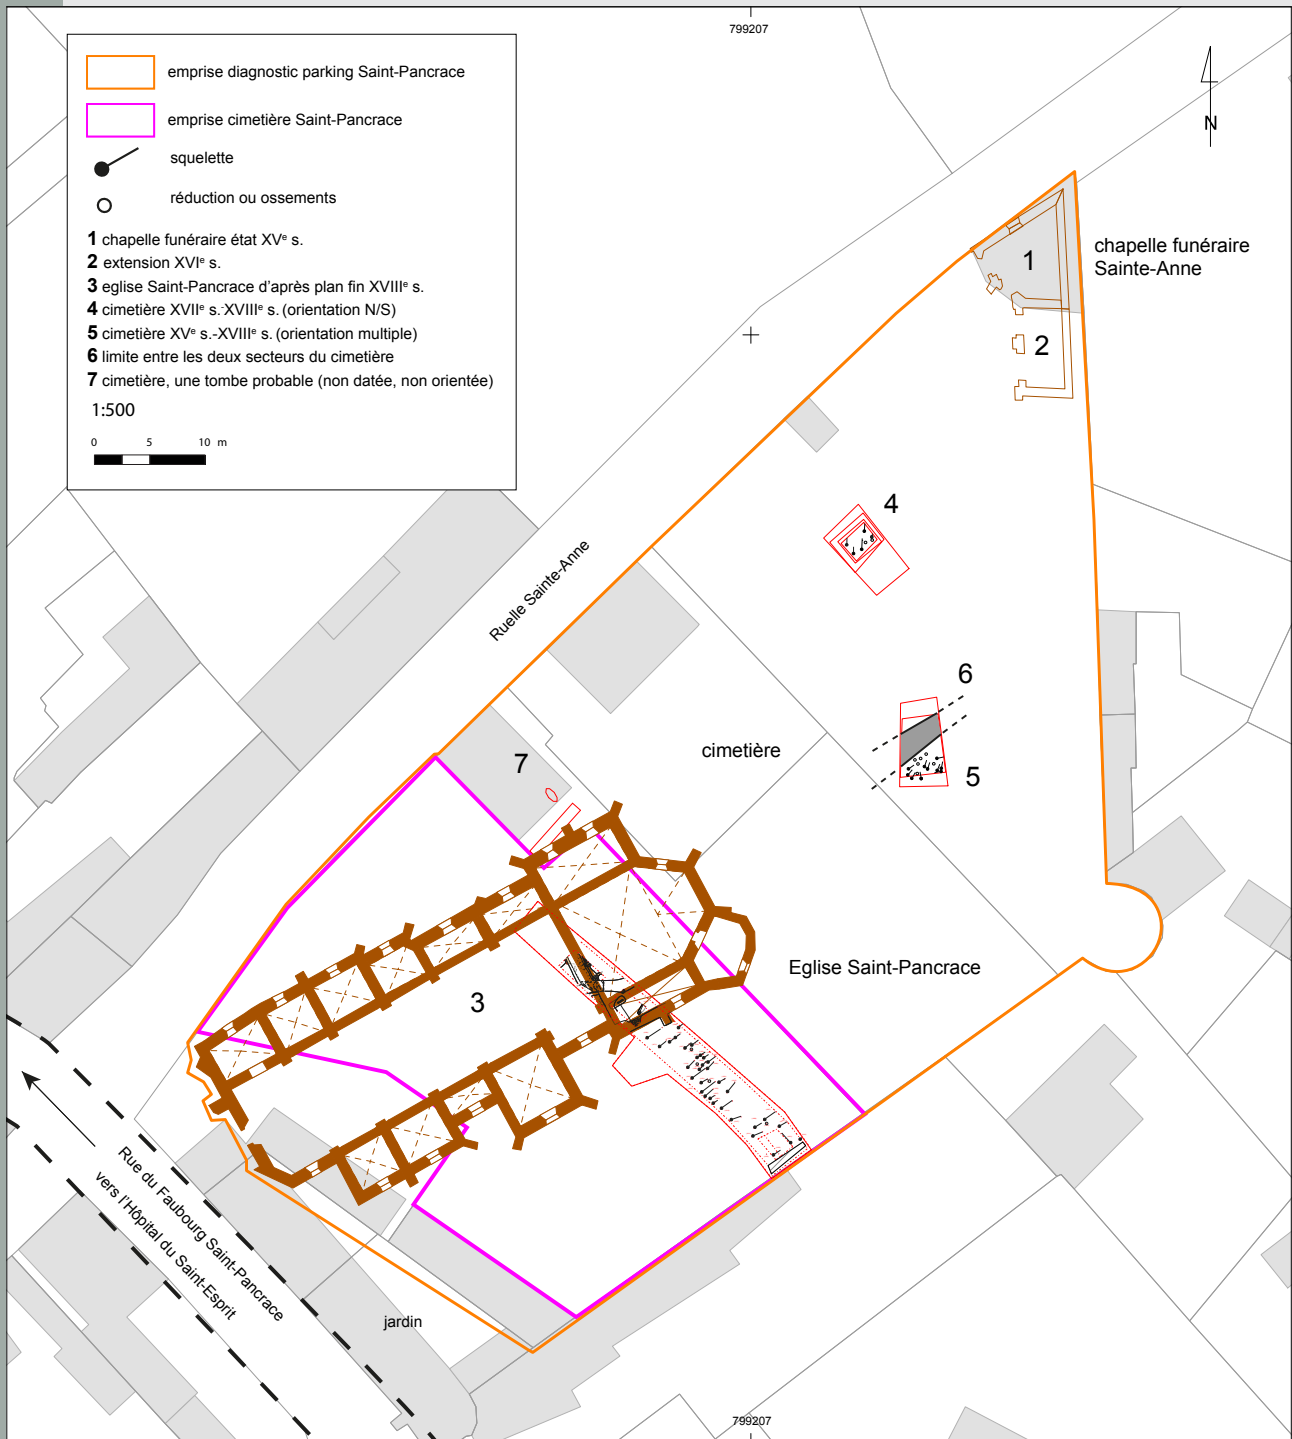 799207
emprise diagnostic parking Saint-Pancrace
emprise cimetière Saint-Pancrace
squelette
réduction ou ossements
1 chapelle funéraire état XVe s.
2 extension XVIe s.
3 eglise Saint-Pancrace d'après plan fin XVIIIe s.
4 cimetière XVIIe s.-XVIIIe s. (orientation N/S)
5 cimetière XVe s.-XVIIIe s. (orientation multiple)
6 limite entre les deux secteurs du cimetière
7 cimetière, une tombe probable (non datée, non orientée)
1:500
0 5 10 m
N
chapelle funéraire
Sainte-Anne
1
2
4
Ruelle Sainte-Anne
6
cimetière
7
5
Eglise Saint-Pancrace
3
Rue du Faubourg Saint-Pancrace
vers l'Hôpital du Saint-Esprit
jardin
799207